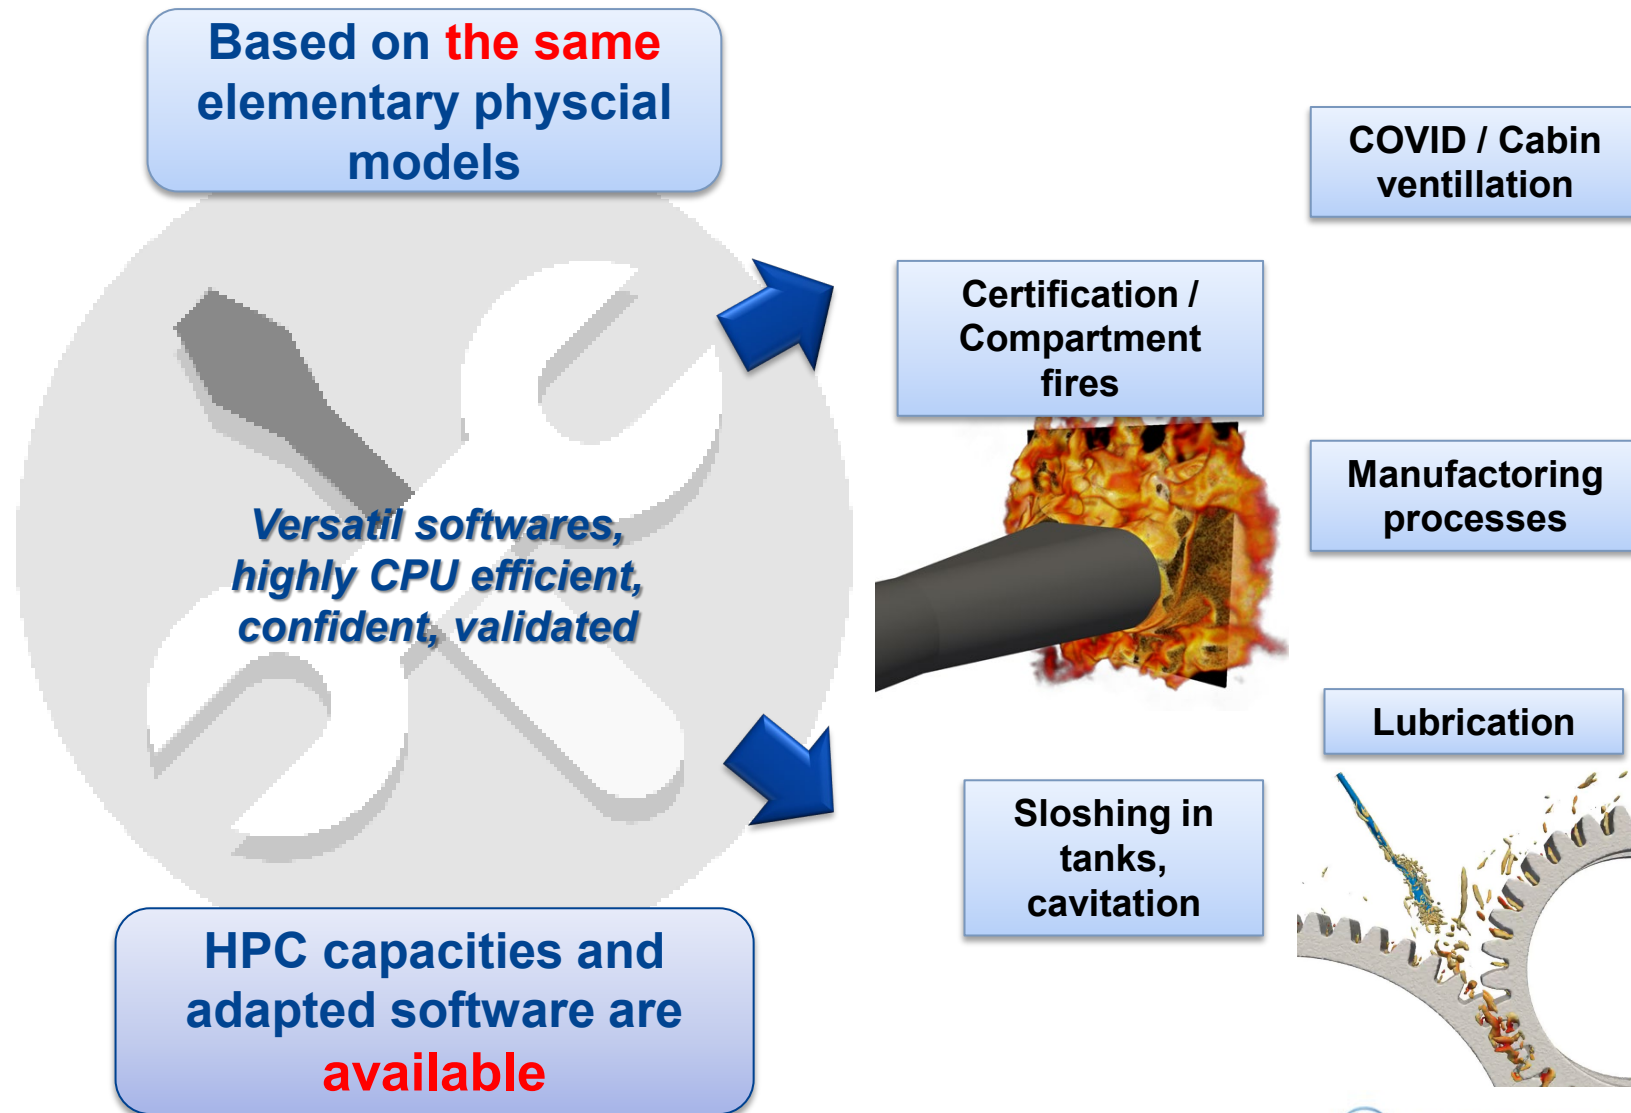 Based on the same
elementary physcial
models
Versatil softwares,
highly CPU efficient,
confident, validated
HPC capacities and
adapted software are
available
COVID / Cabin
ventillation
Certification /
Compartment
fires
Manufactoring
processes
Lubrication
Sloshing in
tanks,
cavitation